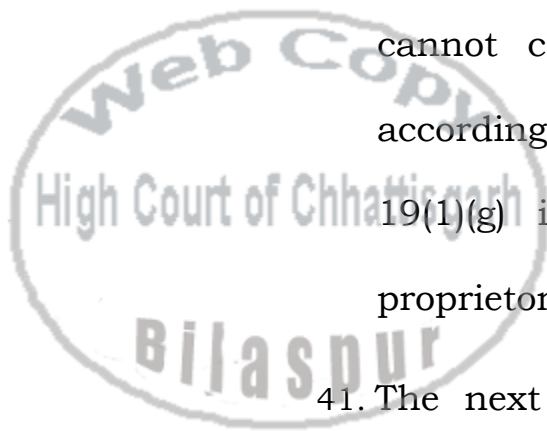 Web Copy
cannot c
according
High Court of Chhattisgarh
19(1)(g) i
proprietor
Bilaspur
41. The next